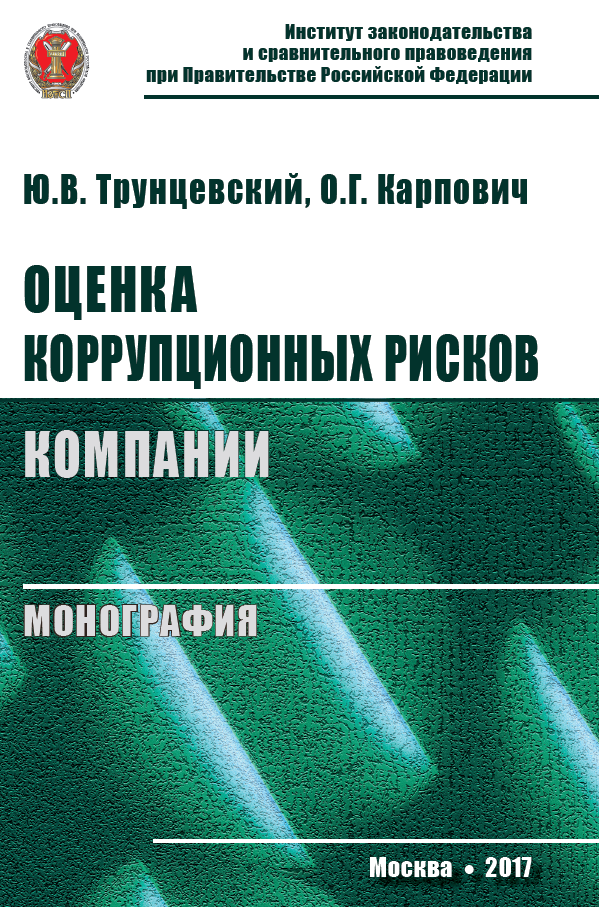 Институт законодательства
и сравнительного правоведения
при Правительстве Российской Федерации
Ю.В. Трунцевский, О.Г. Карпович
ОЦЕНКА
КОРРУПЦИОННЫХ РИСКОВ
КОМПАНИИ
МОНОГРАФИЯ
Москва • 2017